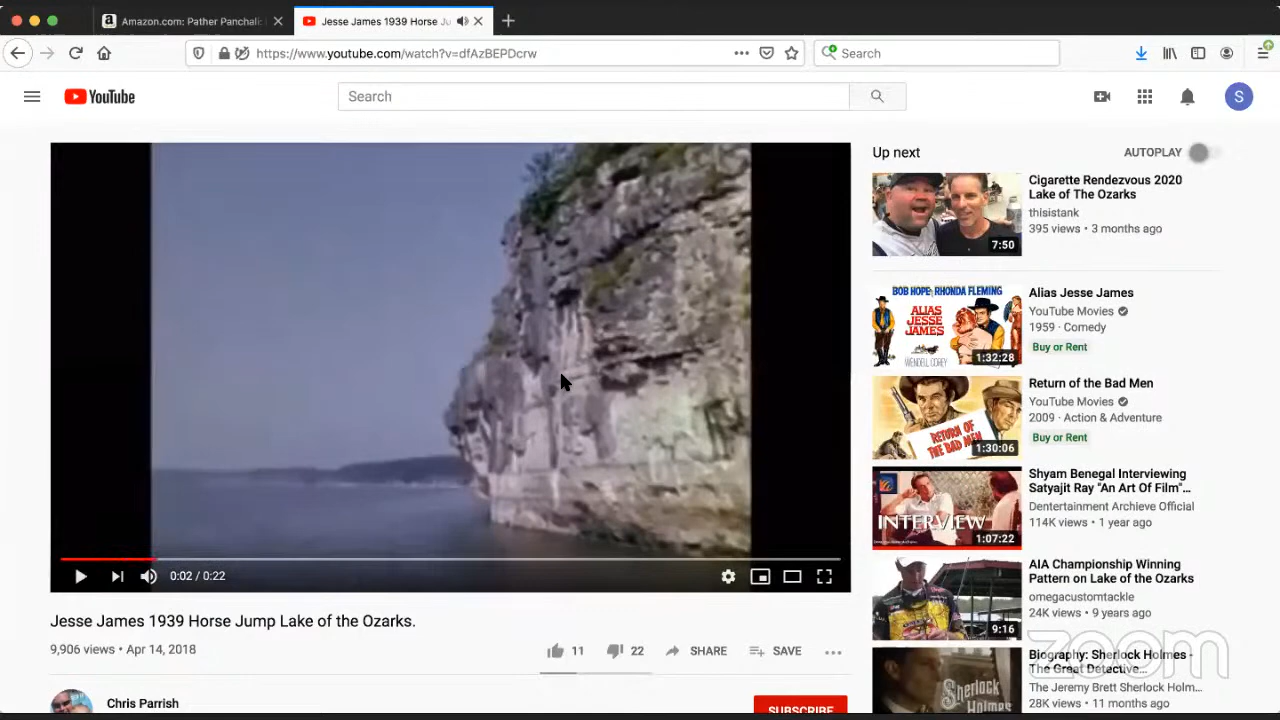 Amazon.com: Pather Panchali:
Jesse James 1939 Horse Ju
https://www.youtube.com/watch?v=dfAzBEPDcrw
Search
YouTube
Search
S
Up next
AUTOPLAY
Cigarette Rendezvous 2020
Lake of The Ozarks
thisistank
395 views • 3 months ago
7:50
BOB HOPE RHONDA FLEMING
ALIAS
JESSE
JAMES
WENDELL COREY
1:32:28
Alias Jesse James
YouTube Movies
1959 · Comedy
Buy or Rent
RETURN OF
THE BAD MEN
1:30:06
Return of the Bad Men
YouTube Movies
2009 · Action & Adventure
Buy or Rent
INTERVIEW
1:07:22
Shyam Benegal Interviewing
Satyajit Ray "An Art Of Film"...
Dentertainment Archieve Official
114K views • 1 year ago
9:16
AIA Championship Winning
Pattern on Lake of the Ozarks
omegacustomtackle
24K views • 9 years ago
Sherlock
Holmes
Biography: Sherlock Holmes -
The Great Detective...
The Jeremy Brett Sherlock Holm...
28K views • 11 months ago
zoom
0:02 / 0:22
Jesse James 1939 Horse Jump Lake of the Ozarks.
9,906 views • Apr 14, 2018
11
22
SHARE
SAVE
Chris Parrish
SUBSCRIBE